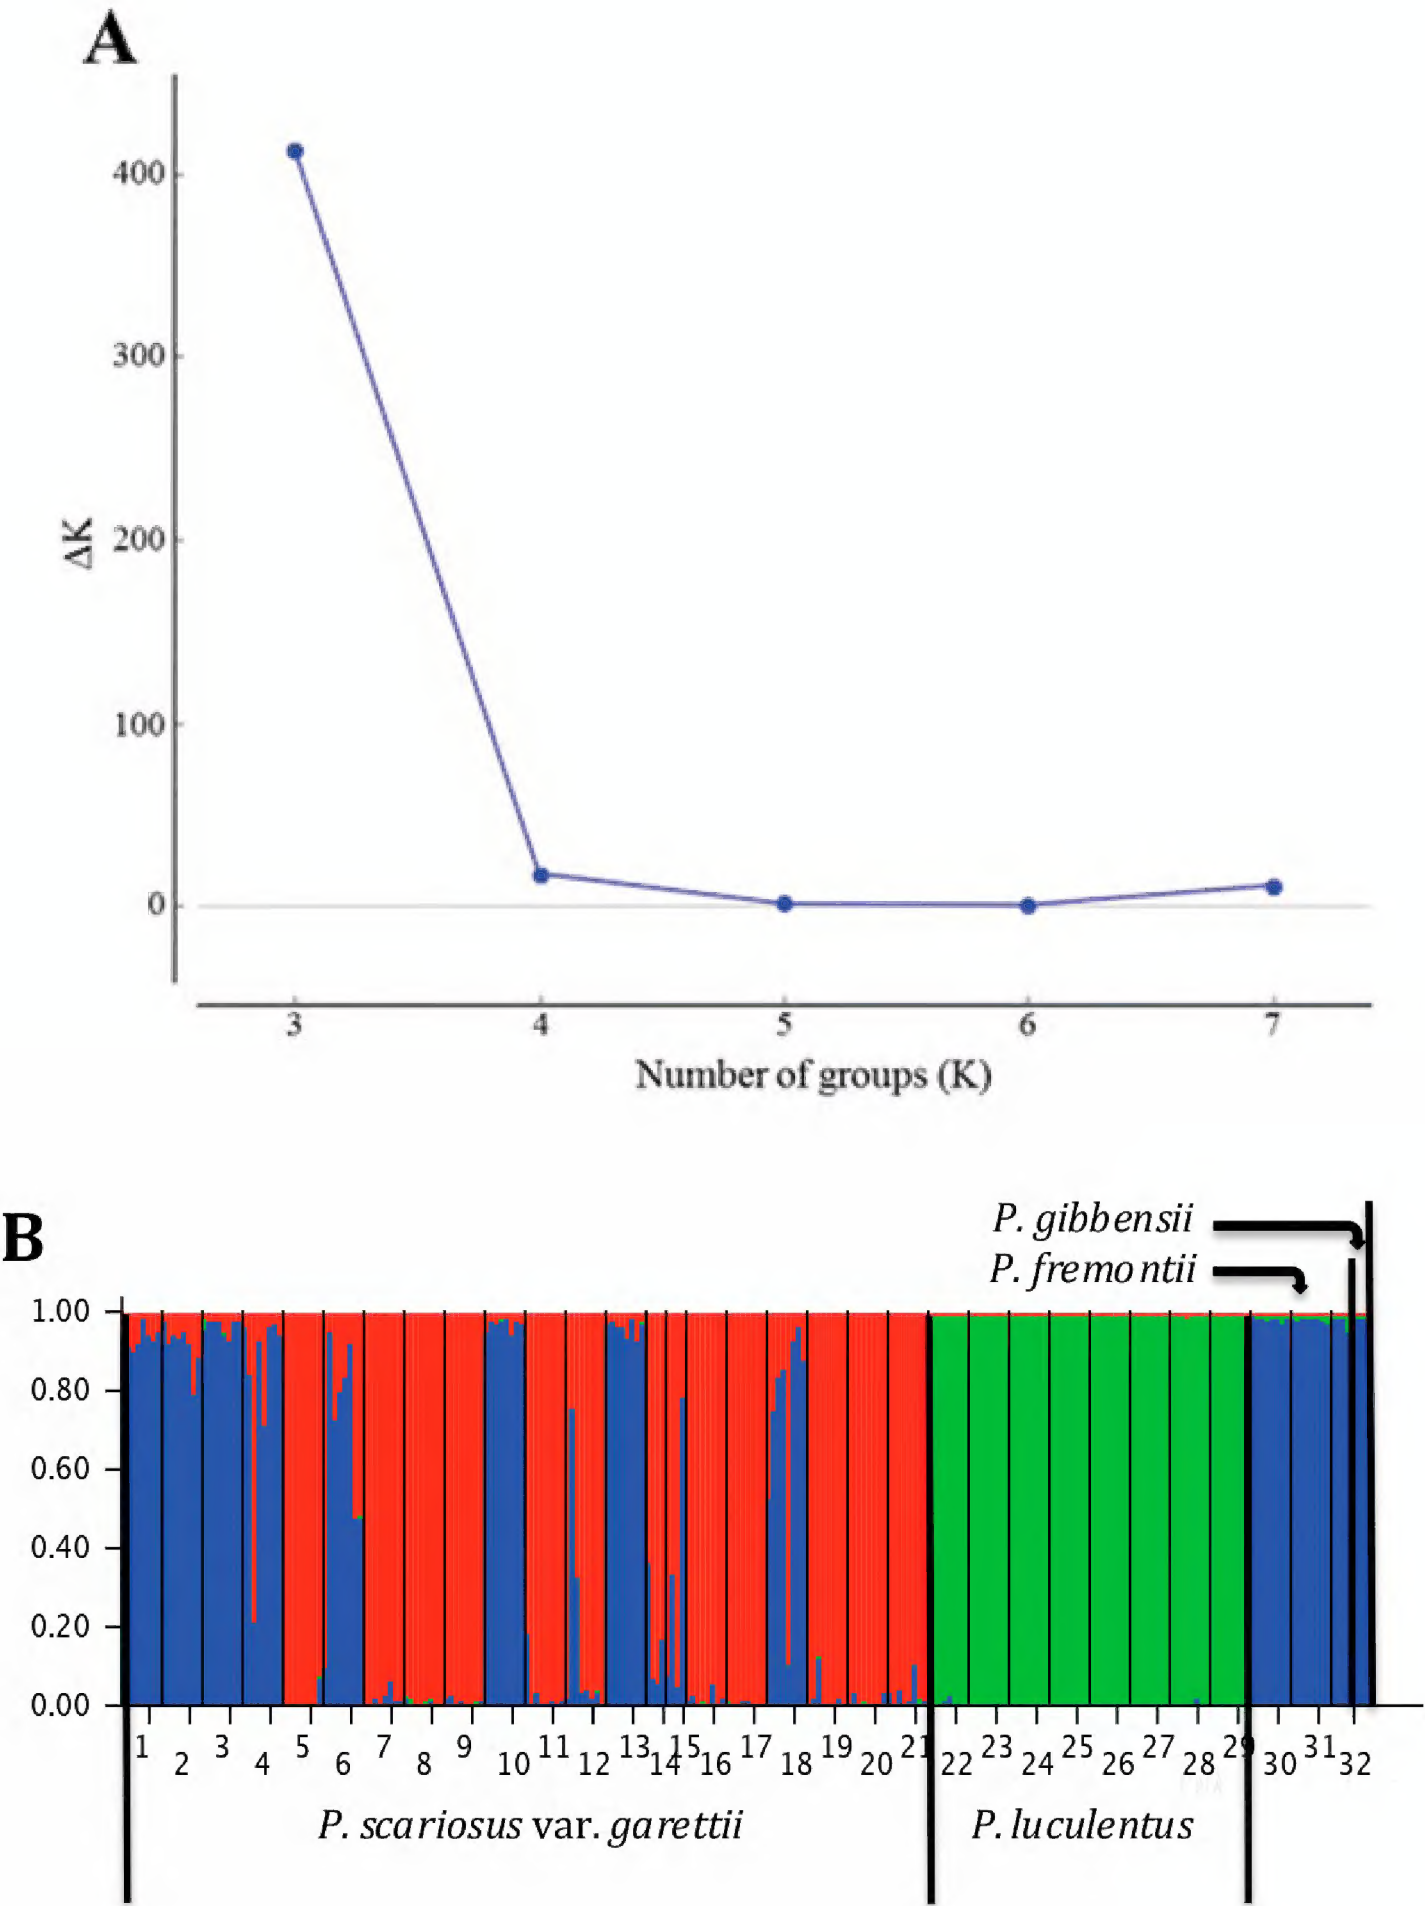 A
400
300
200
100
0
ΔK
3 4 5 6 7
Number of groups (K)
B
P. gibbensii
P. fremontii
1.00
0.80
0.60
0.40
0.20
0.00
1 2 3 4 5 6 7 8 9 10 11 12 13 14 15 16 17 18 19 20 21 22 23 24 25 26 27 28 29 30 31 32
P. scariosus var. garettii P. luculentus